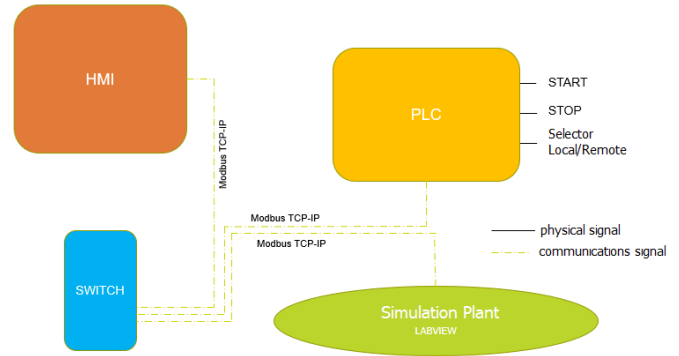 HMI
PLC
START
STOP
Selector
Local/Remote
Modbus TCP-IP
Modbus TCP-IP
Modbus TCP-IP
physical signal
communications signal
SWITCH
Simulation Plant
LABVIEW